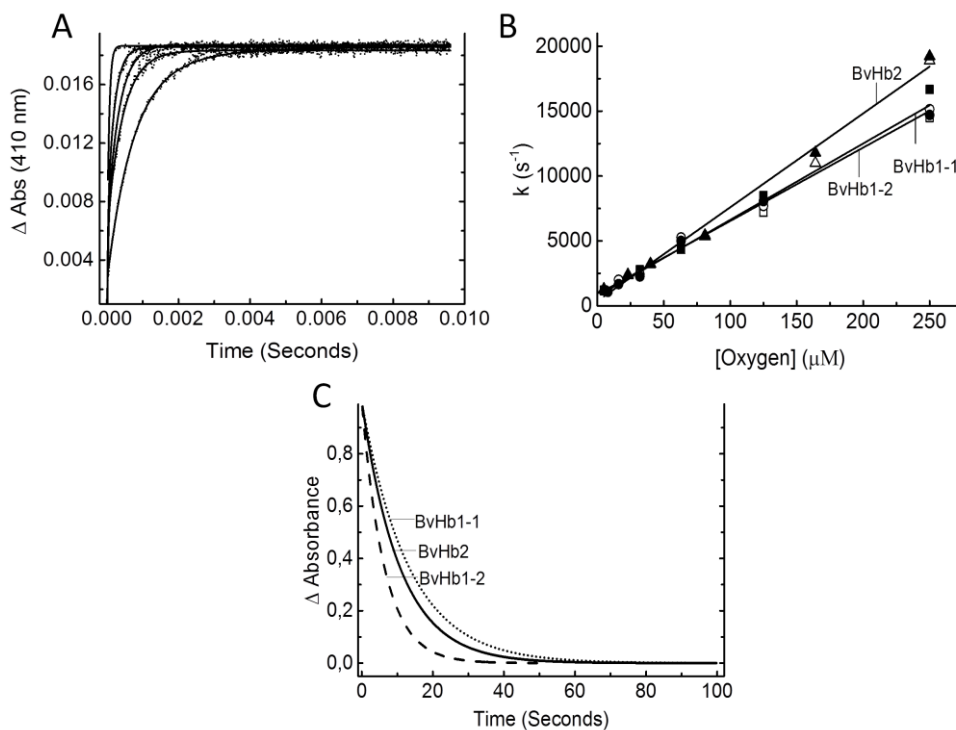 A
Δ Abs (410 nm)
0.016
0.012
0.008
0.004
0.000 0.002 0.004 0.006 0.008 0.010
Time (Seconds)
B
k (s⁻¹)
20000
15000
10000
5000
0
BvHb2
BvHb1-1
BvHb1-2
0 50 100 150 200 250
[Oxygen] (μM)
C
Δ Absorbance
0,8
0,6
0,4
0,2
0,0
BvHb1-1
BvHb2
BvHb1-2
0 20 40 60 80 100
Time (Seconds)